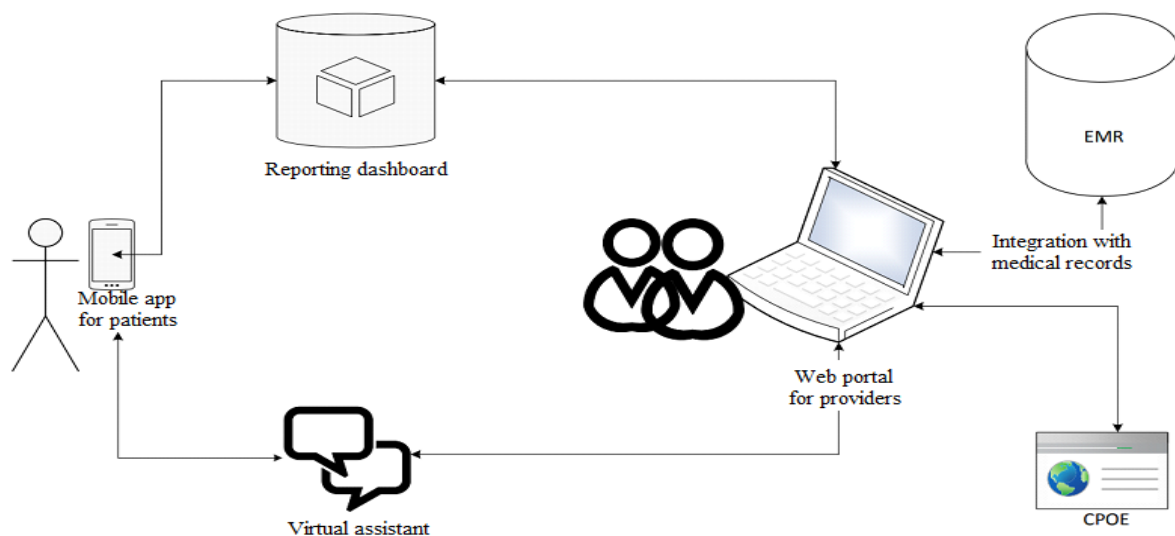 Reporting dashboard
EMR
Mobile app
for patients
Integration with
medical records
Web portal
for providers
Virtual assistant
CPOE